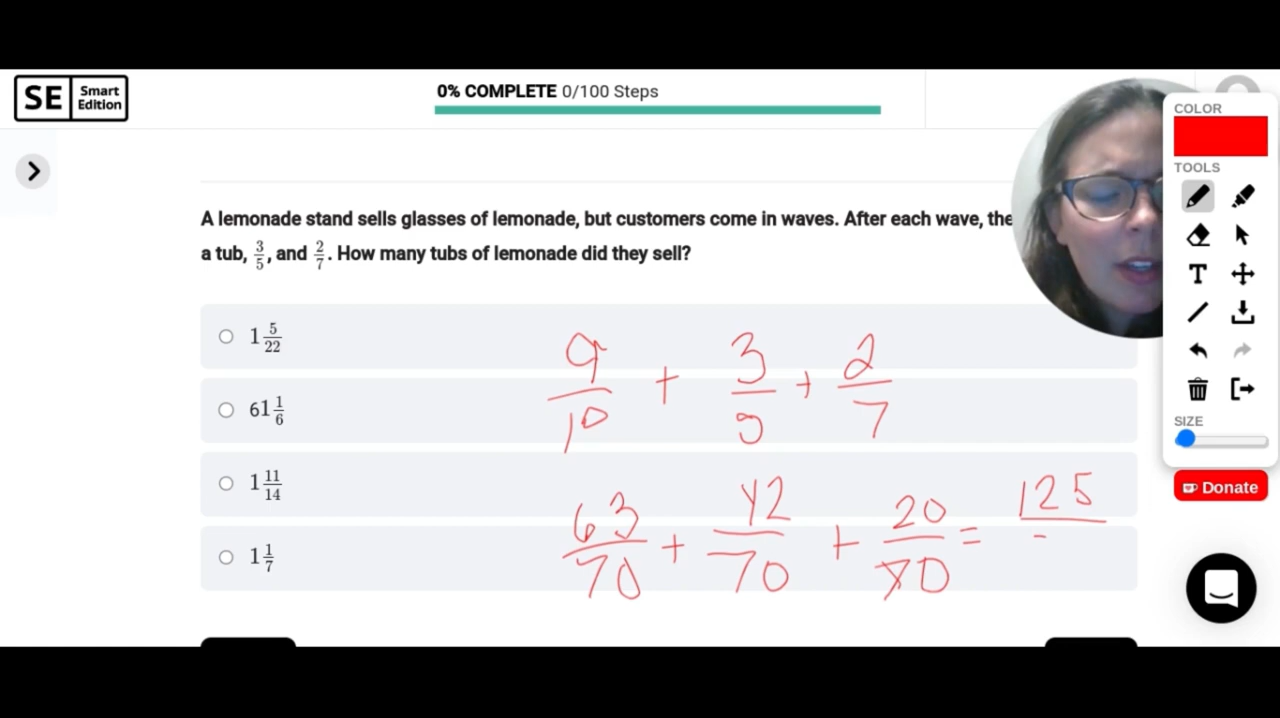 SE Smart Edition
0% COMPLETE 0/100 Steps
COLOR
TOOLS
T
SIZE
Donate
A lemonade stand sells glasses of lemonade, but customers come in waves. After each wave, the
a tub, 3/5, and 2/7. How many tubs of lemonade did they sell?
1 5/22
61 1/6
1 11/14
1 1/7
9/10 + 3/5 + 2/7
63/70 + 42/70 + 20/70 = 125